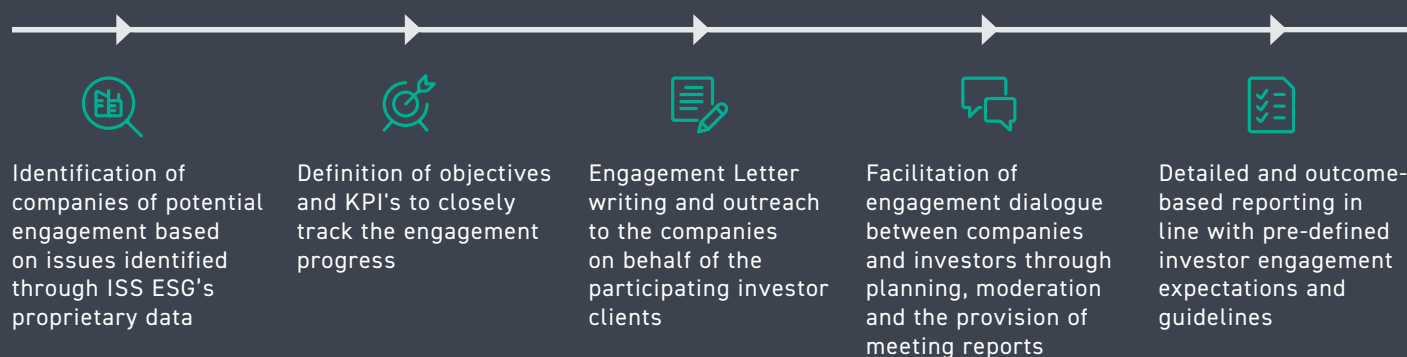 Identification of
companies of potential
engagement based
on issues identified
through ISS ESG's
proprietary data
Definition of objectives
and KPI's to closely
track the engagement
progress
Engagement Letter
writing and outreach
to the companies
on behalf of the
participating investor
clients
Facilitation of
engagement dialogue
between companies
and investors through
planning, moderation
and the provision of
meeting reports
Detailed and outcome-
based reporting in
line with pre-defined
investor engagement
expectations and
guidelines